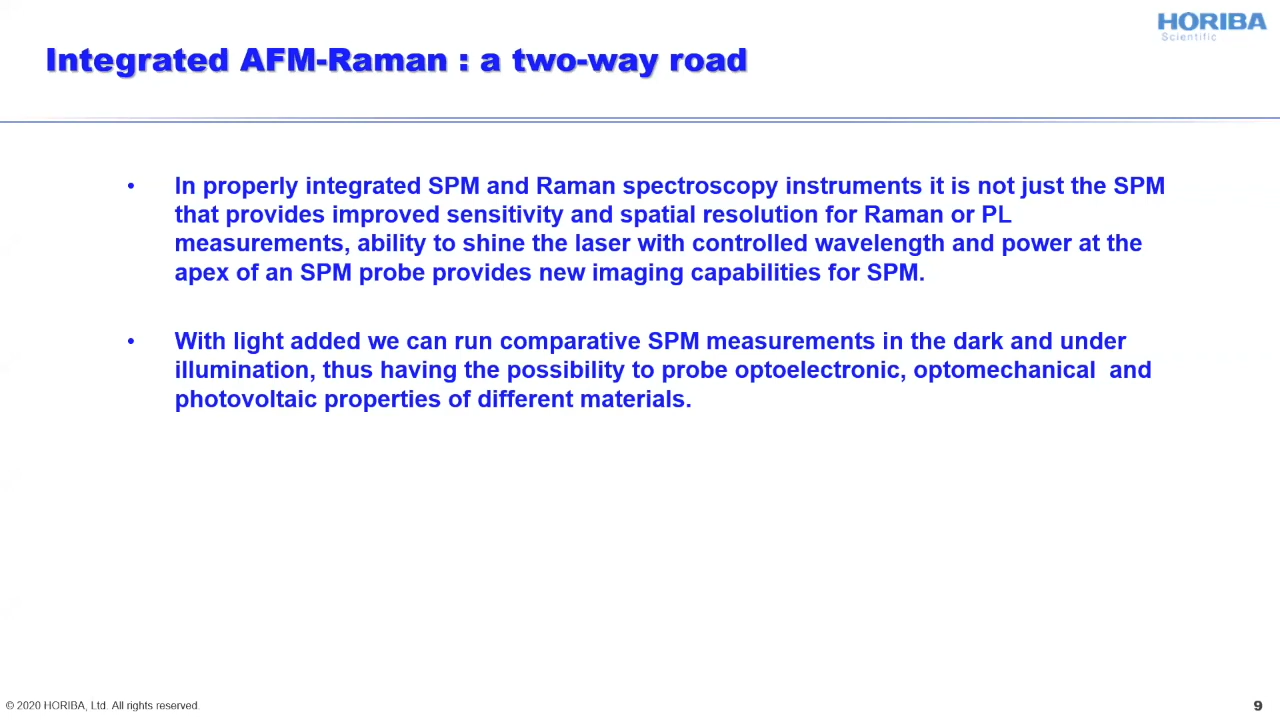 HORIBA
Scientific
Integrated AFM-Raman : a two-way road
• In properly integrated SPM and Raman spectroscopy instruments it is not just the SPM
that provides improved sensitivity and spatial resolution for Raman or PL
measurements, ability to shine the laser with controlled wavelength and power at the
apex of an SPM probe provides new imaging capabilities for SPM.
• With light added we can run comparative SPM measurements in the dark and under
illumination, thus having the possibility to probe optoelectronic, optomechanical  and
photovoltaic properties of different materials.
© 2020 HORIBA, Ltd. All rights reserved.
9